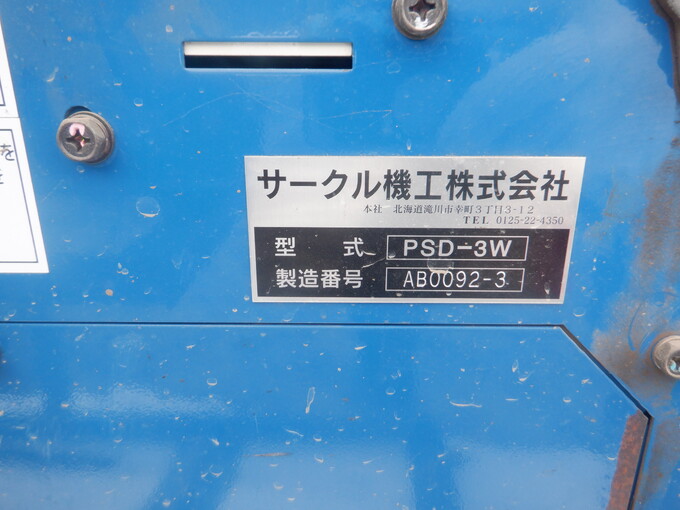 サークル機工株式会社
本社 北海道滝川市幸町3丁目3-12
TEL 0125-22-4350
型 式 PSD-3W
製造番号 AB0092-3
を
を